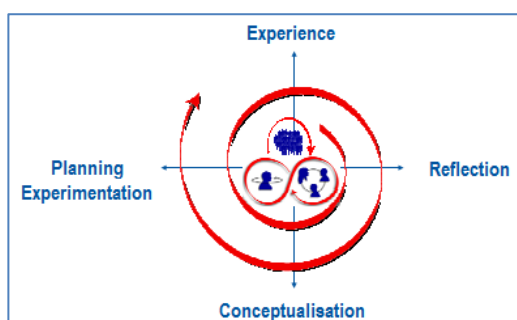 Experience
Planning
Experimentation
Reflection
Conceptualisation